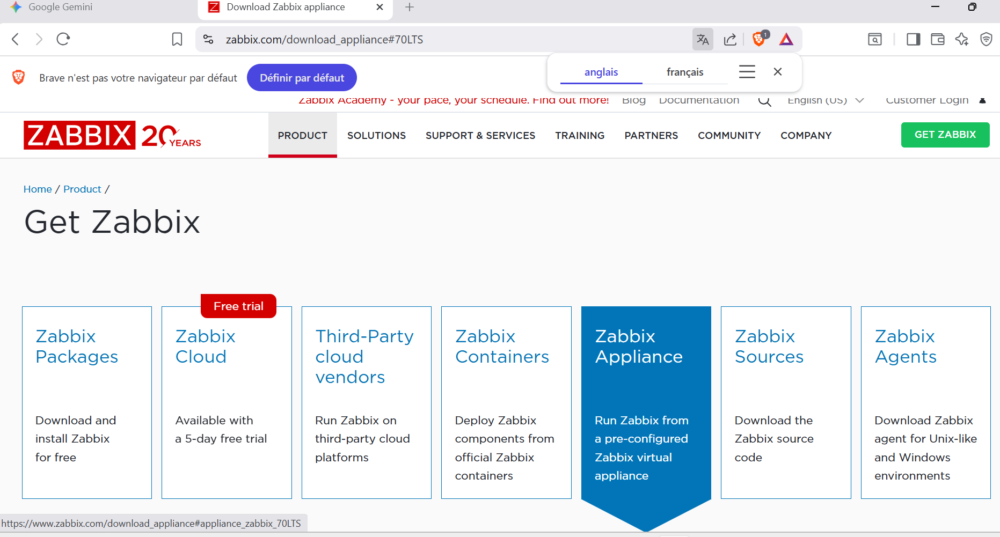 Google Gemini
Download Zabbix appliance
zabbix.com/download_appliance#70LTS
1
Brave n'est pas votre navigateur par défaut
Définir par défaut
anglais
français
Zabbix Academy - your pace, your schedule. Find out more!
Blog
Documentation
English (US)
Customer Login
ZABBIX 20 YEARS
PRODUCT
SOLUTIONS
SUPPORT & SERVICES
TRAINING
PARTNERS
COMMUNITY
COMPANY
GET ZABBIX
Home / Product /
Get Zabbix
Zabbix
Packages
Download and
install Zabbix
for free
Free trial
Zabbix
Cloud
Available with
a 5-day free trial
Third-Party
cloud
vendors
Run Zabbix on
third-party cloud
platforms
Zabbix
Containers
Deploy Zabbix
components from
official Zabbix
containers
Zabbix
Appliance
Run Zabbix from
a pre-configured
Zabbix virtual
appliance
Zabbix
Sources
Download the
Zabbix source
code
Zabbix
Agents
Download Zabbix
agent for Unix-like
and Windows
environments
https://www.zabbix.com/download_appliance#appliance_zabbix_70LTS